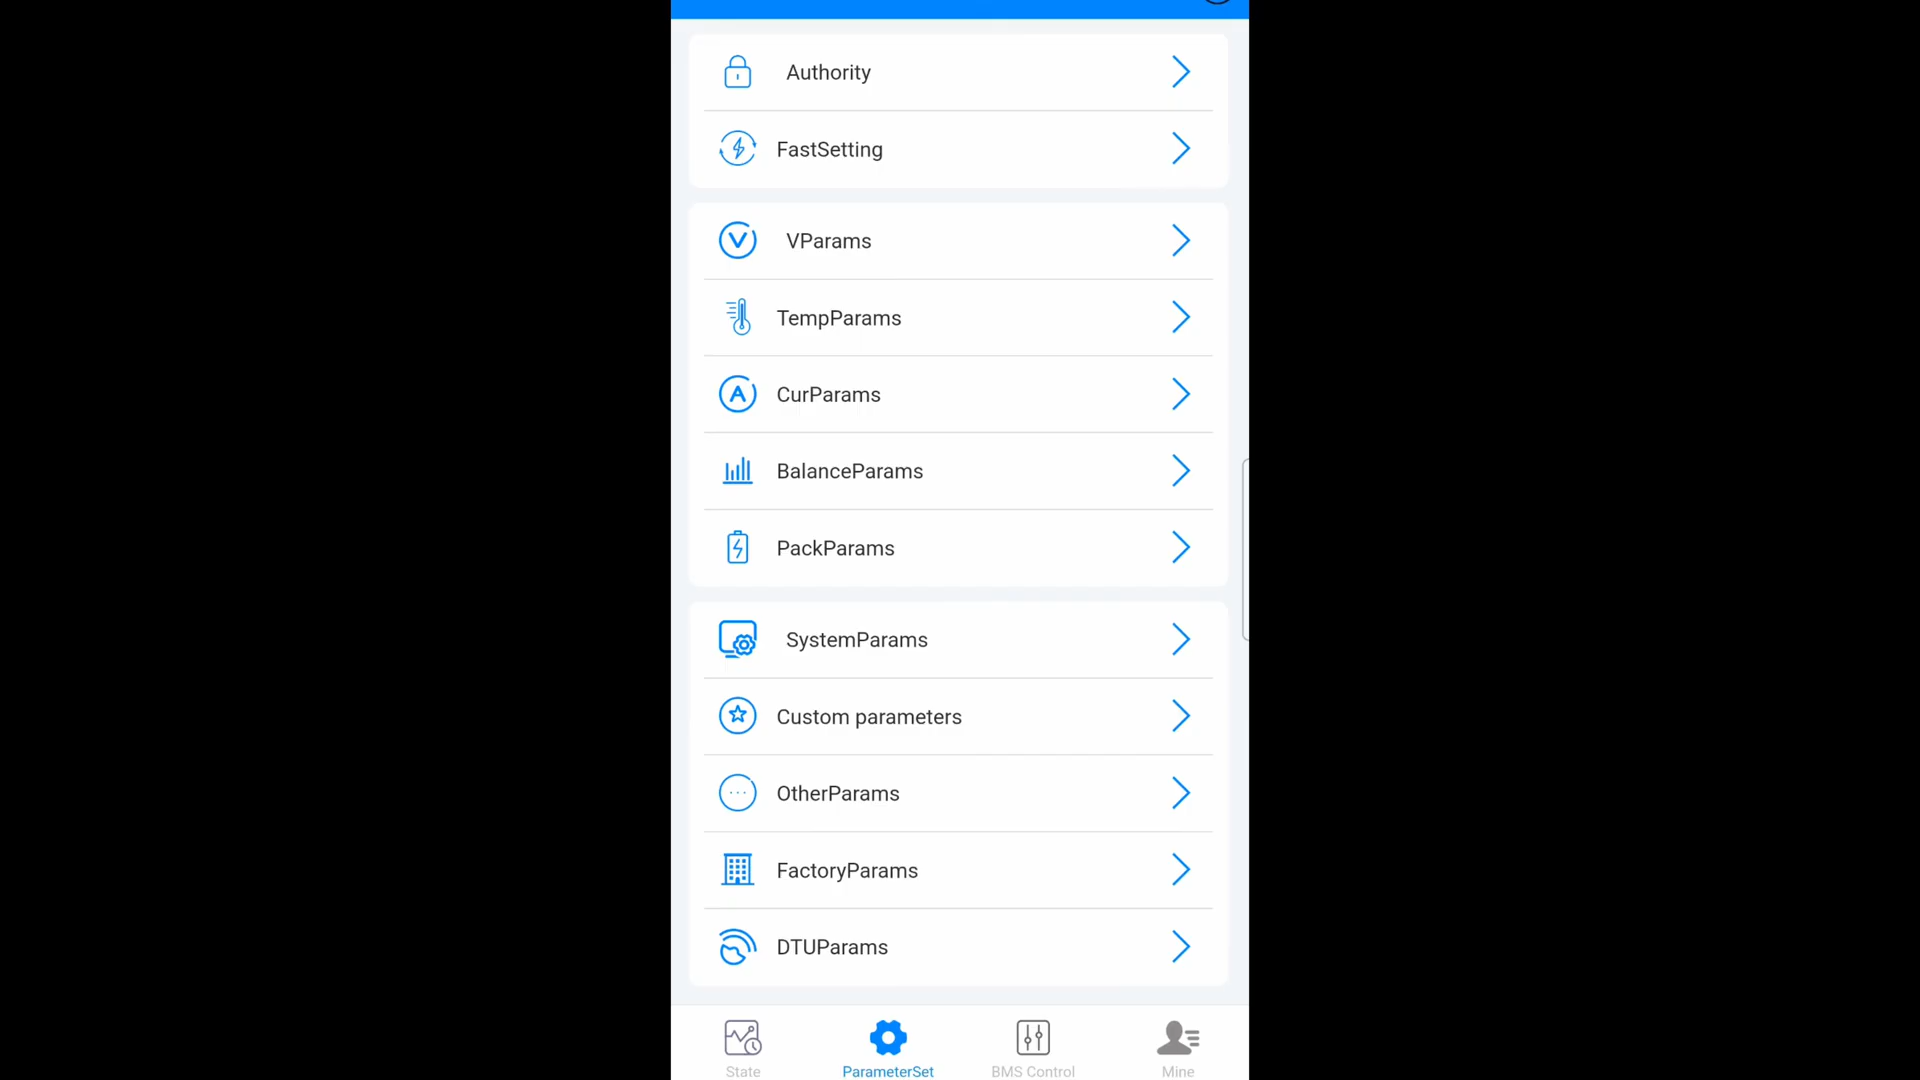 Authority
FastSetting
VParams
TempParams
CurParams
BalanceParams
PackParams
SystemParams
Custom parameters
OtherParams
FactoryParams
DTUParams
State
ParameterSet
BMS Control
Mine